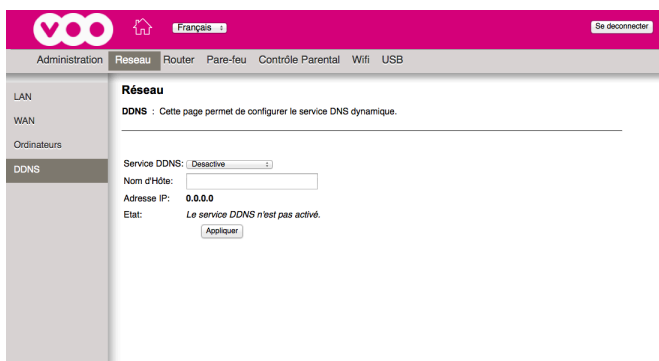 VOO
Français
Se deconnecter
Administration Reseau Router Pare-feu Contrôle Parental Wifi USB
LAN
WAN
Ordinateurs
DDNS
Réseau
DDNS : Cette page permet de configurer le service DNS dynamique.
Service DDNS: Desactive
Nom d'Hôte:
Adresse IP: 0.0.0.0
Etat: Le service DDNS n'est pas activé.
Appliquer